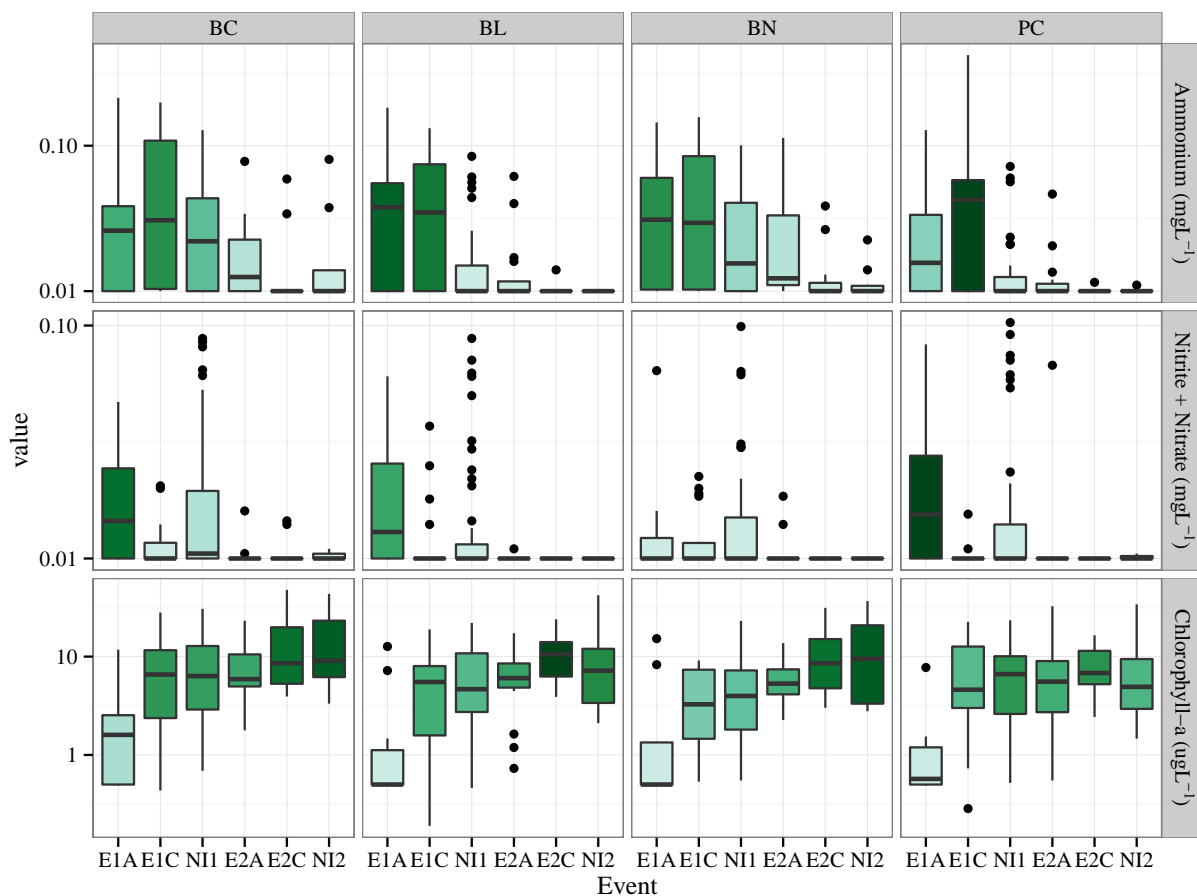 BC BL BN PC
0.10
0.01
Ammonium (mgL⁻¹)
0.10
0.01
Nitrite + Nitrate (mgL⁻¹)
10
1
Chlorophyll−a (ugL⁻¹)
value
E1A E1C NI1 E2A E2C NI2 E1A E1C NI1 E2A E2C NI2 E1A E1C NI1 E2A E2C NI2 E1A E1C NI1 E2A E2C NI2
Event